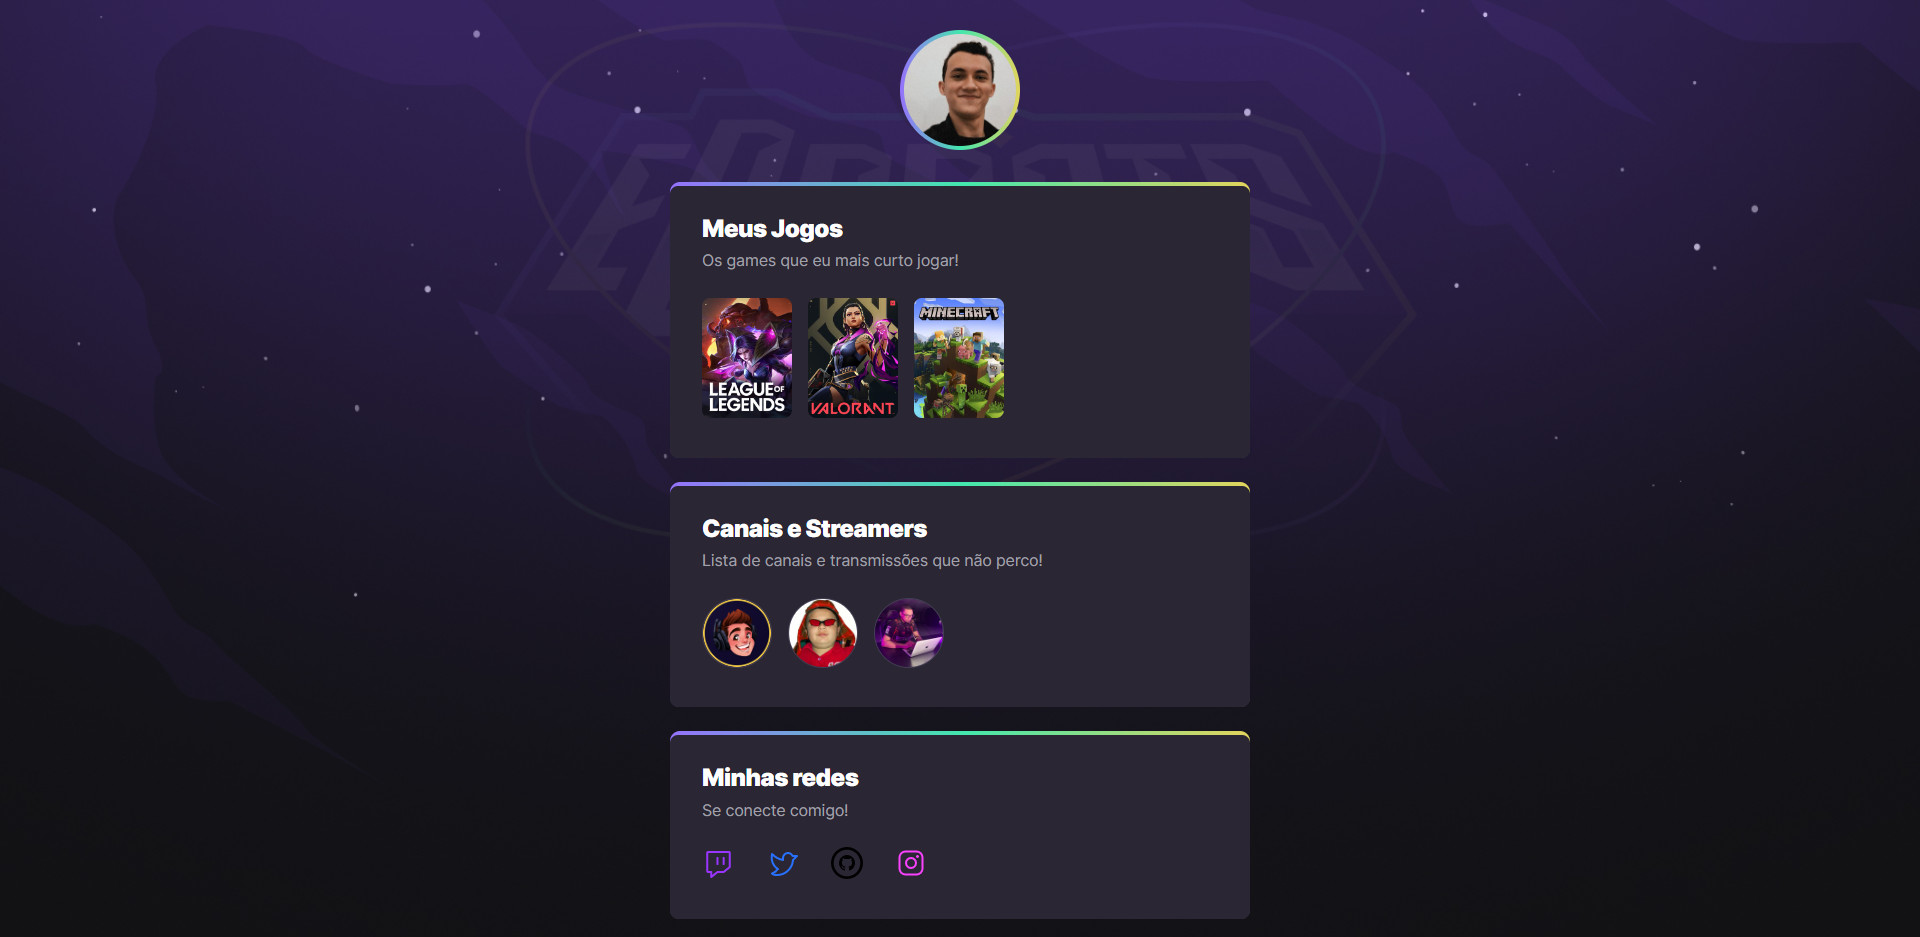 Meus Jogos
Os games que eu mais curto jogar!
LEAGUE OF
LEGENDS
VALORANT
MINECRAFT
Canais e Streamers
Lista de canais e transmissões que não perco!
Minhas redes
Se conecte comigo!